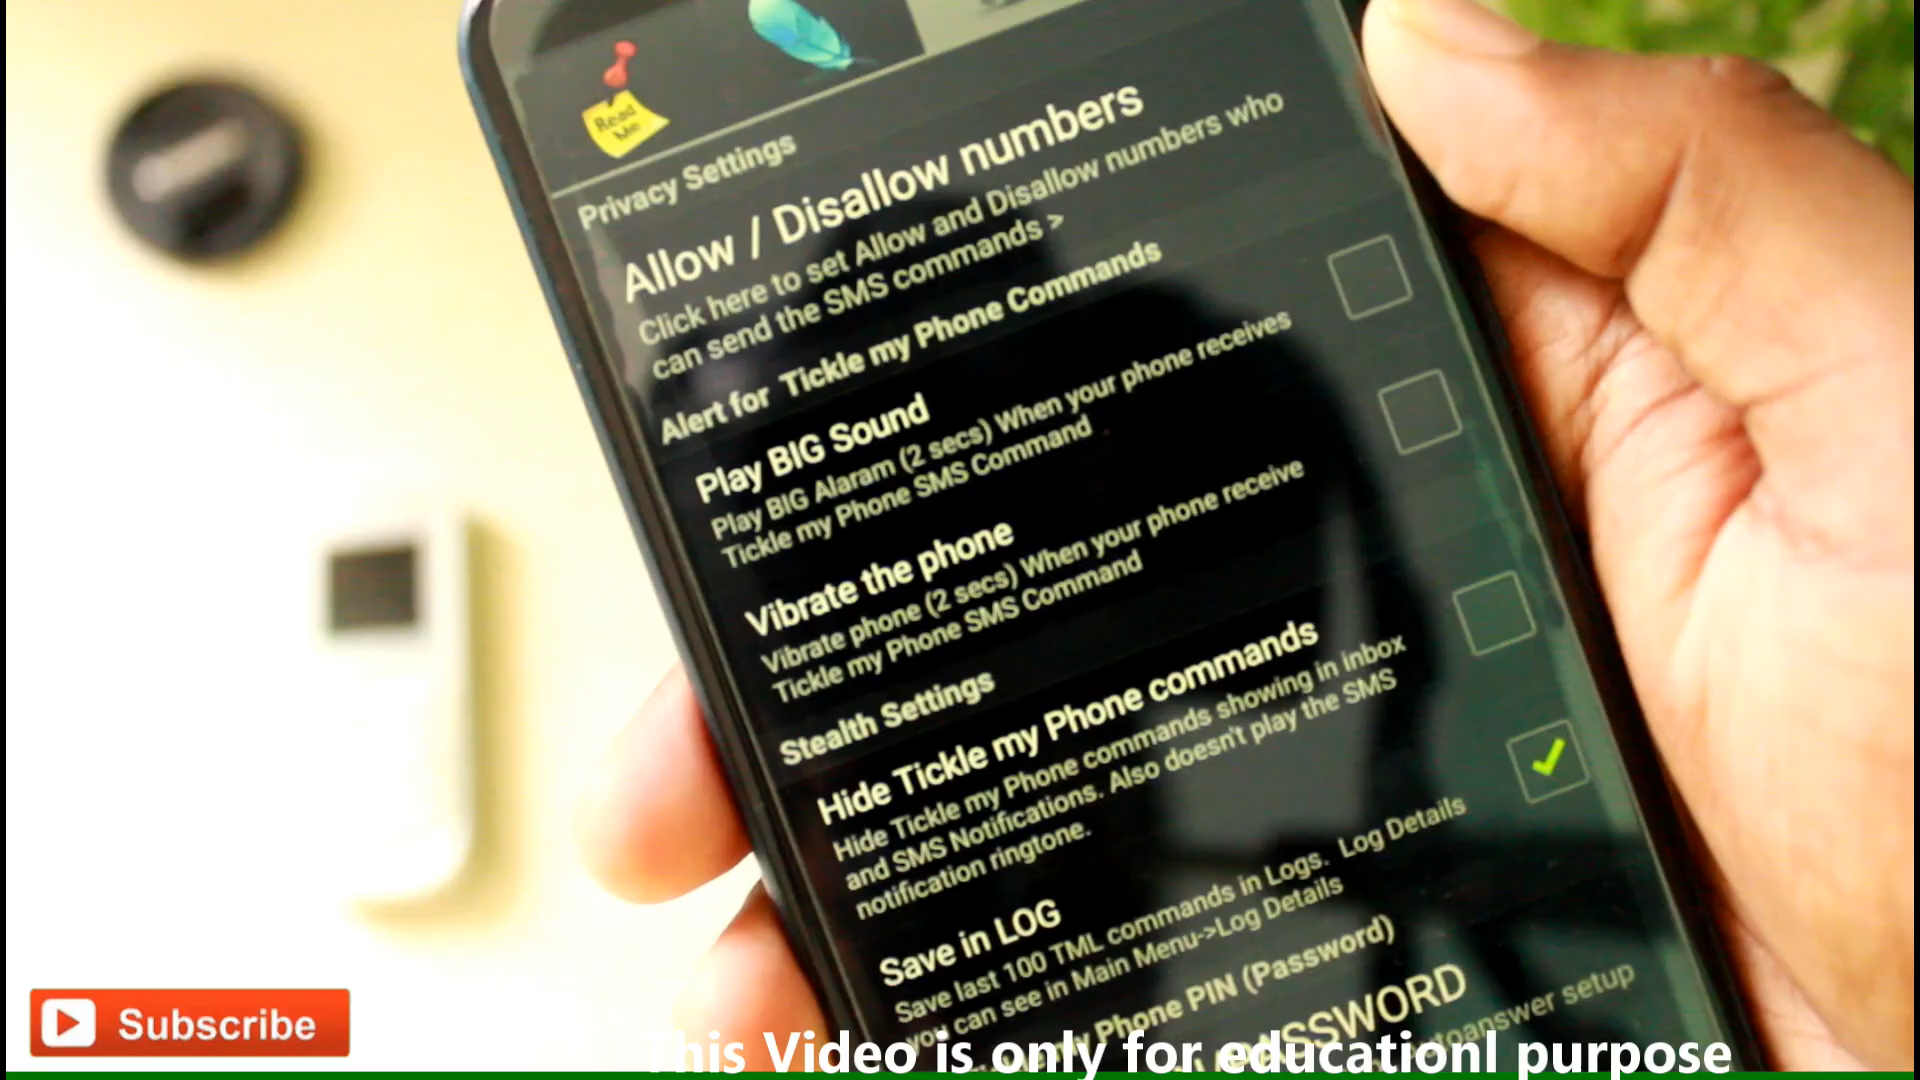 Read
Me
Privacy Settings
Allow / Disallow numbers
Click here to set Allow and Disallow numbers who
can send the SMS commands >
Alert for Tickle my Phone Commands
Play BIG Sound
Play BIG Alaram (2 secs) When your phone receives
Tickle my Phone SMS Command
Vibrate the phone
Vibrate phone (2 secs) When your phone receive
Tickle my Phone SMS Command
Stealth Settings
Hide Tickle my Phone commands
Hide Tickle my Phone commands showing in inbox
and SMS Notifications. Also doesn't play the SMS
notification ringtone.
Save in LOG
Save last 100 TML commands in Logs. Log Details
you can see in Main Menu->Log Details
my Phone PIN (Password)
PASSWORD
autoanswer setup
Subscribe
This Video is only for educationl purpose